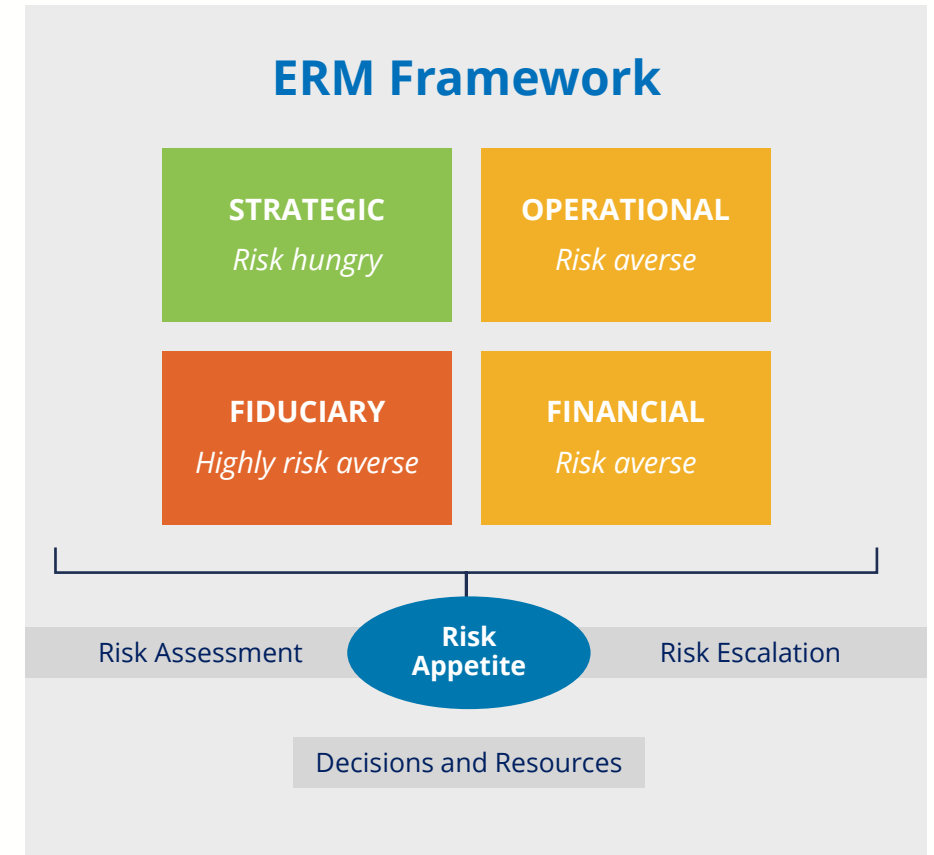 ERM Framework
STRATEGIC
Risk hungry
OPERATIONAL
Risk averse
FIDUCIARY
Highly risk averse
FINANCIAL
Risk averse
Risk Assessment
Risk
Appetite
Risk Escalation
Decisions and Resources